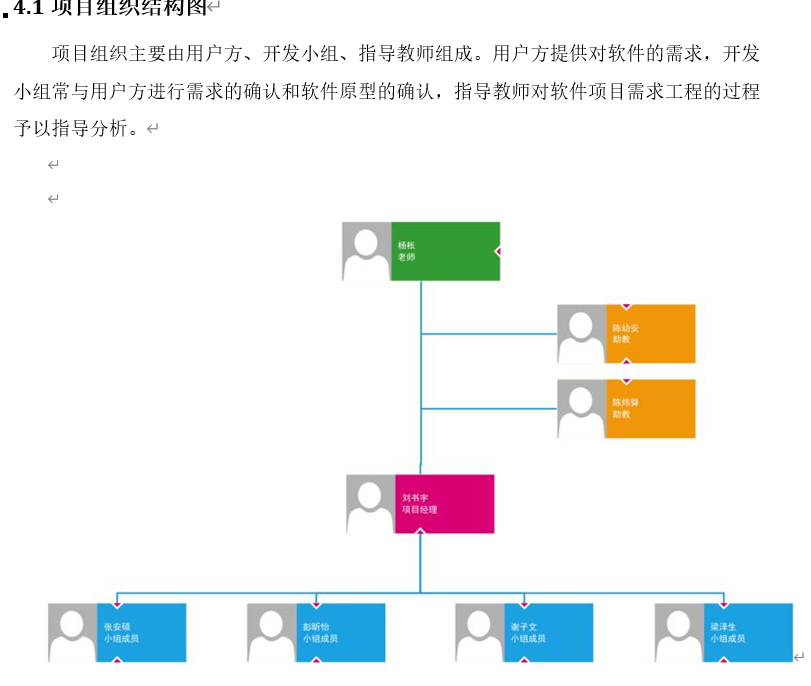 4.1 项目组织结构图
项目组织主要由用户方、开发小组、指导教师组成。用户方提供对软件的需求，开发
小组常与用户方进行需求的确认和软件原型的确认，指导教师对软件项目需求工程的过程
予以指导分析。
杨枨
老师
陈幼安
助教
陈炜舜
助教
刘书宇
项目经理
张安硕
小组成员
彭昕怡
小组成员
谢子文
小组成员
梁泽生
小组成员